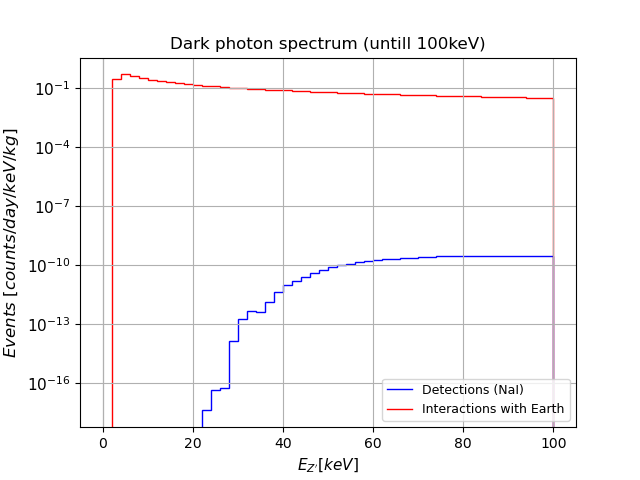 Dark photon spectrum (untill 100keV)
Events [counts/day/keV/kg]
10⁻¹
10⁻⁴
10⁻⁷
10⁻¹⁰
10⁻¹³
10⁻¹⁶
Detections (NaI)
Interactions with Earth
0 20 40 60 80 100
E_Z′[keV]